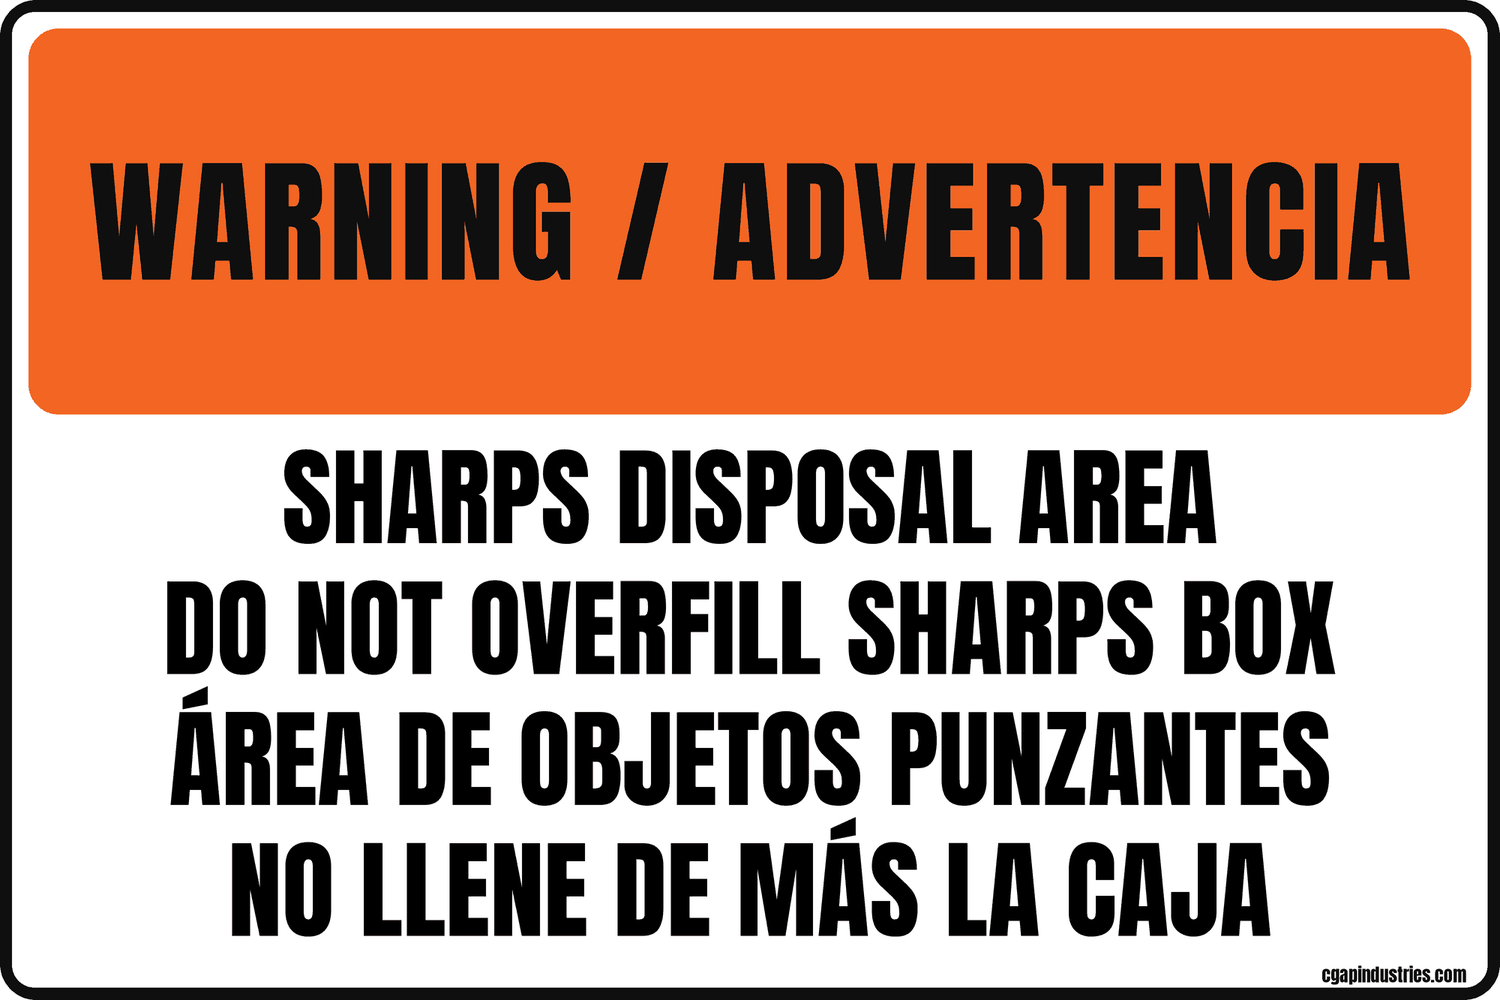 WARNING / ADVERTENCIA
SHARPS DISPOSAL AREA
DO NOT OVERFILL SHARPS BOX
ÁREA DE OBJETOS PUNZANTES
NO LLENE DE MÁS LA CAJA
cgapindustries.com